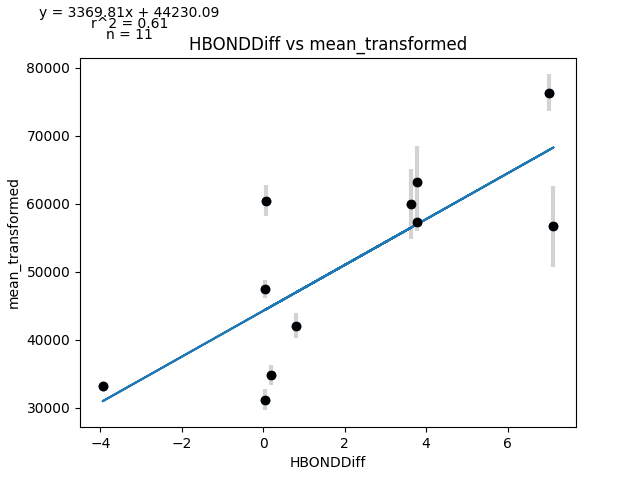 y = 3369.81x + 44230.09
r^2 = 0.61
n = 11
HBONDDiff vs mean_transformed
80000
70000
60000
50000
40000
30000
mean_transformed
−4
−2
0
2
4
6
HBONDDiff